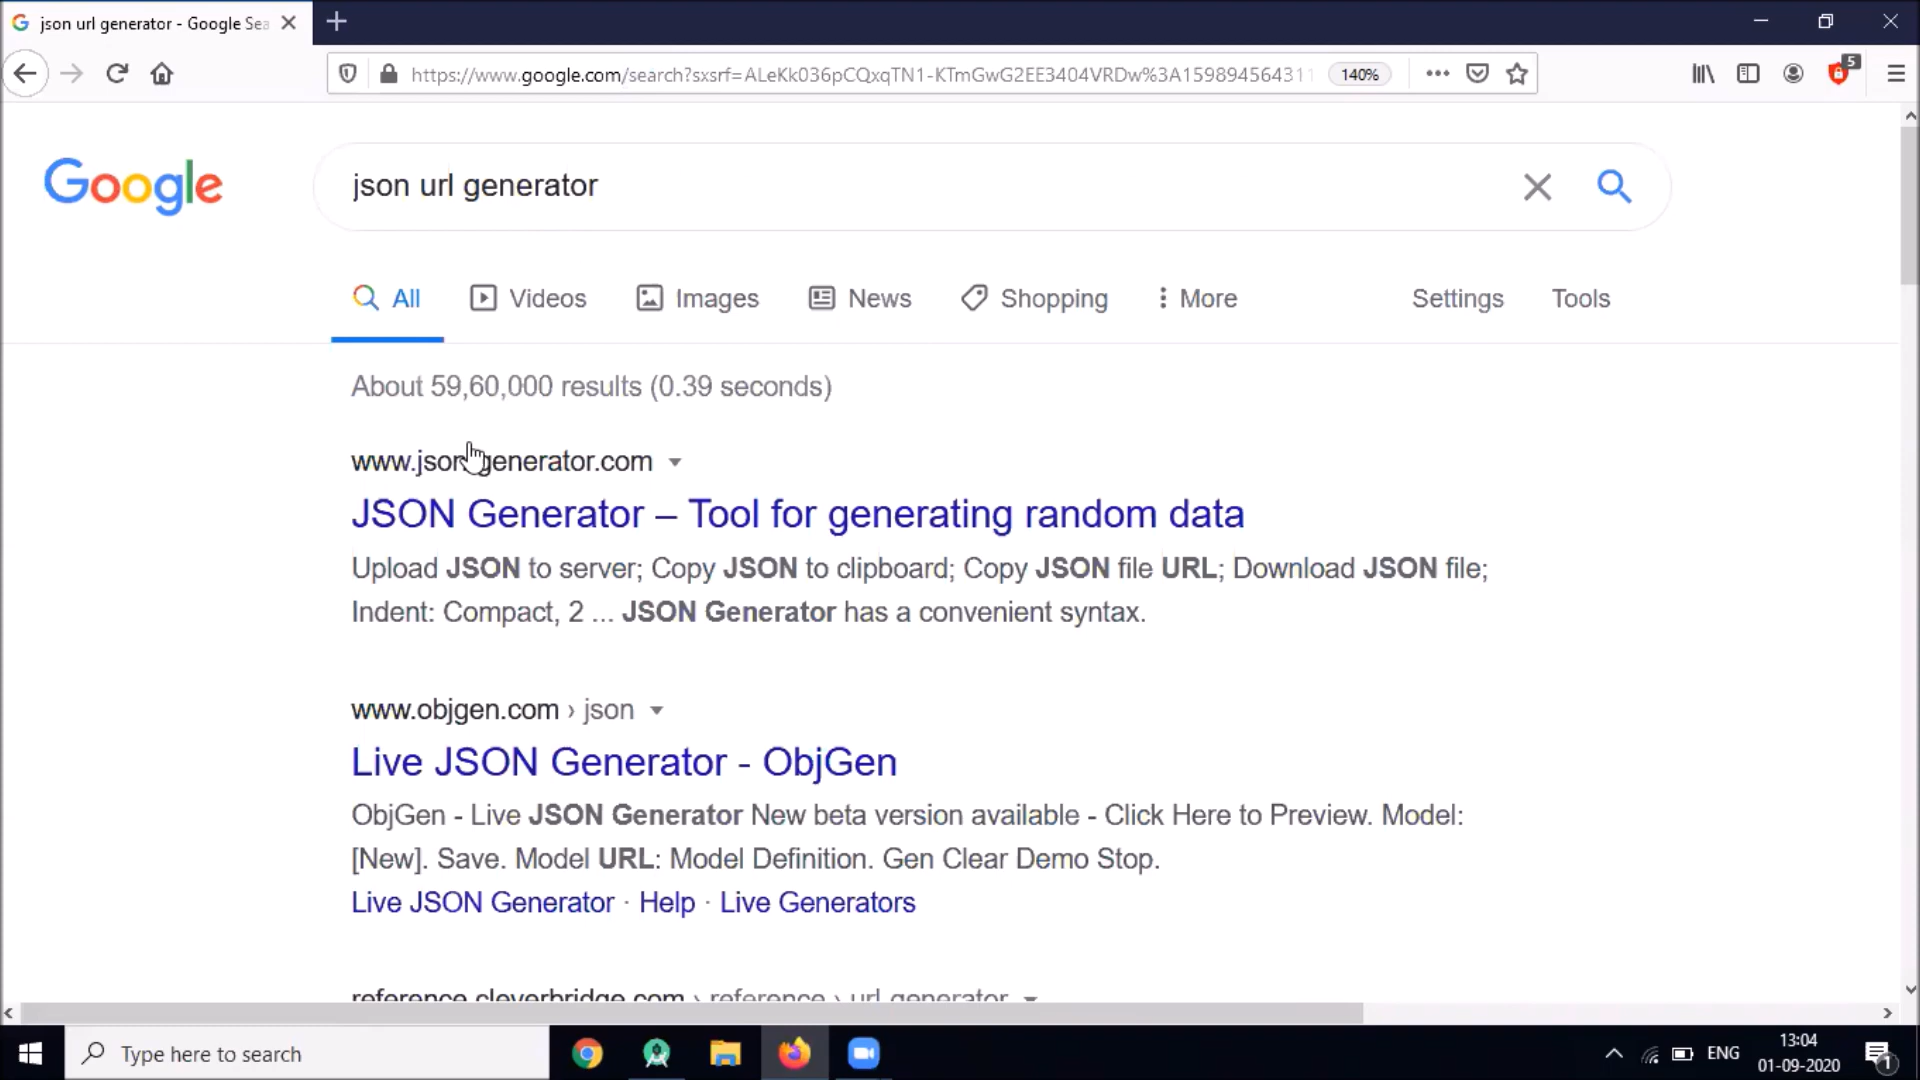 json url generator - Google Sea
https://www.google.com/search?sxsrf=ALeKk036pCQxqTN1-KTmGwG2EE3404VRDw%3A159894564311
140%
5
Google
json url generator
All
Videos
Images
News
Shopping
More
Settings
Tools
About 59,60,000 results (0.39 seconds)
www.json-generator.com
JSON Generator – Tool for generating random data
Upload JSON to server; Copy JSON to clipboard; Copy JSON file URL; Download JSON file;
Indent: Compact, 2 ... JSON Generator has a convenient syntax.
www.objgen.com › json
Live JSON Generator - ObjGen
ObjGen - Live JSON Generator New beta version available - Click Here to Preview. Model:
[New]. Save. Model URL: Model Definition. Gen Clear Demo Stop.
Live JSON Generator · Help · Live Generators
reference.cleverbridge.com › reference › url-generator
Type here to search
ENG
13:04
01-09-2020
1